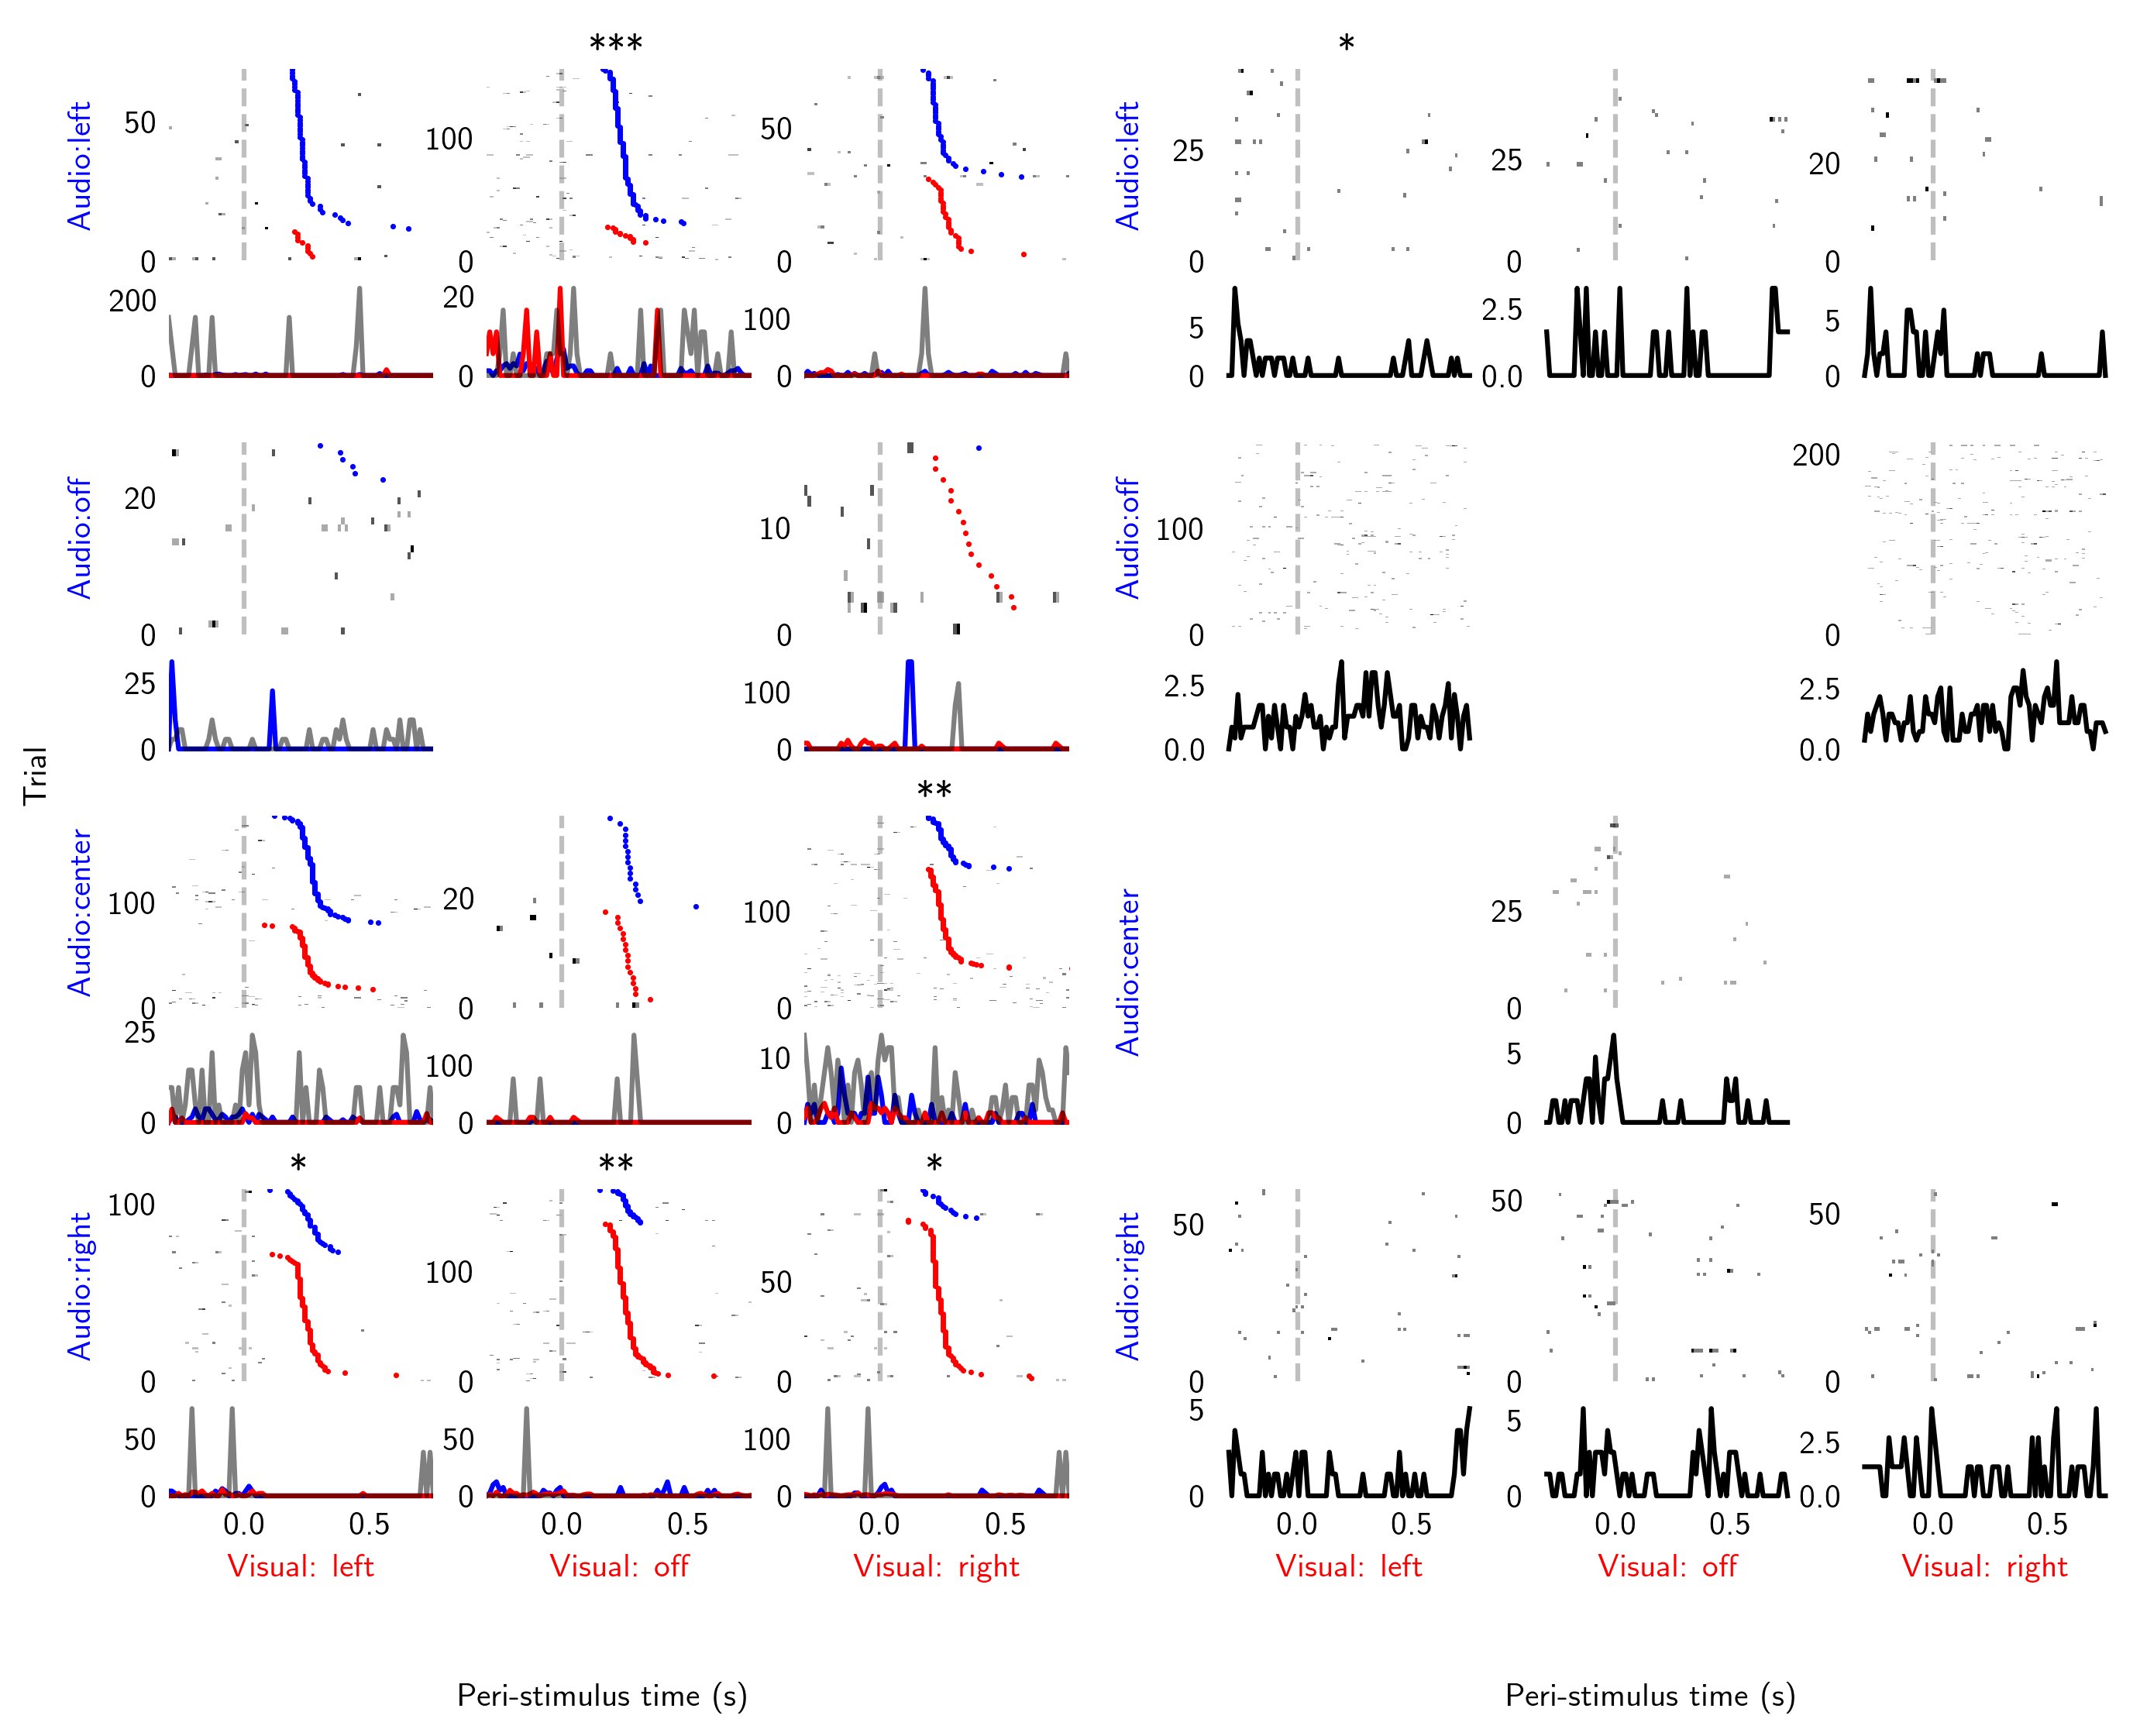 *** *
Audio:left 50 0 100 0 50 0 Audio:left 25 0 25 0 20 0
200 0 20 0 100 0 5 0 2.5 0.0 5 0
Audio:off 20 0 10 0 Audio:off 100 0 200 0
25 0 100 0 2.5 0.0 2.5 0.0
Trial
**
Audio:center 100 0 20 0 100 0 Audio:center 25 0
25 0 100 0 10 0 5 0
* ** *
Audio:right 100 0 100 0 50 0 Audio:right 50 0 50 0 50 0
50 0 50 0 100 0 5 0 5 0 2.5 0.0
0.0 0.5 0.0 0.5 0.0 0.5 0.0 0.5 0.0 0.5 0.0 0.5
Visual: left Visual: off Visual: right Visual: left Visual: off Visual: right
Peri-stimulus time (s) Peri-stimulus time (s)